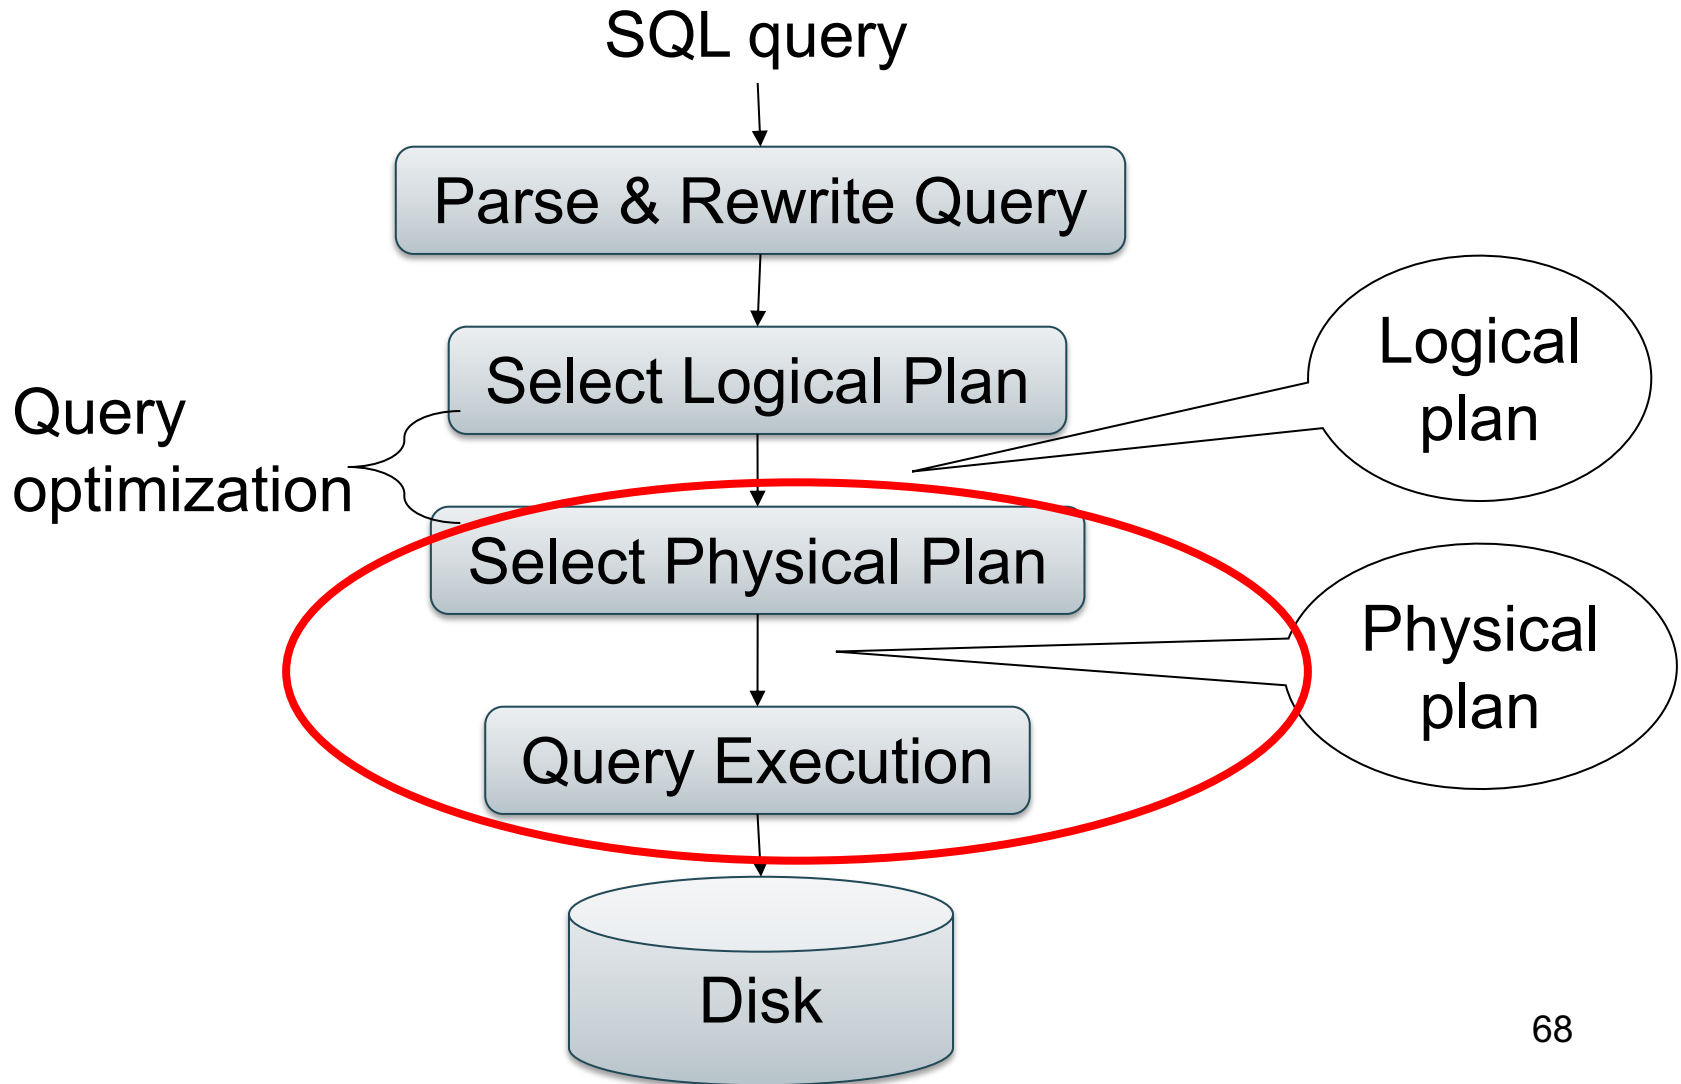 SQL query
Parse & Rewrite Query
Select Logical Plan
Logical
plan
Query
optimization
Select Physical Plan
Physical
plan
Query Execution
Disk
68